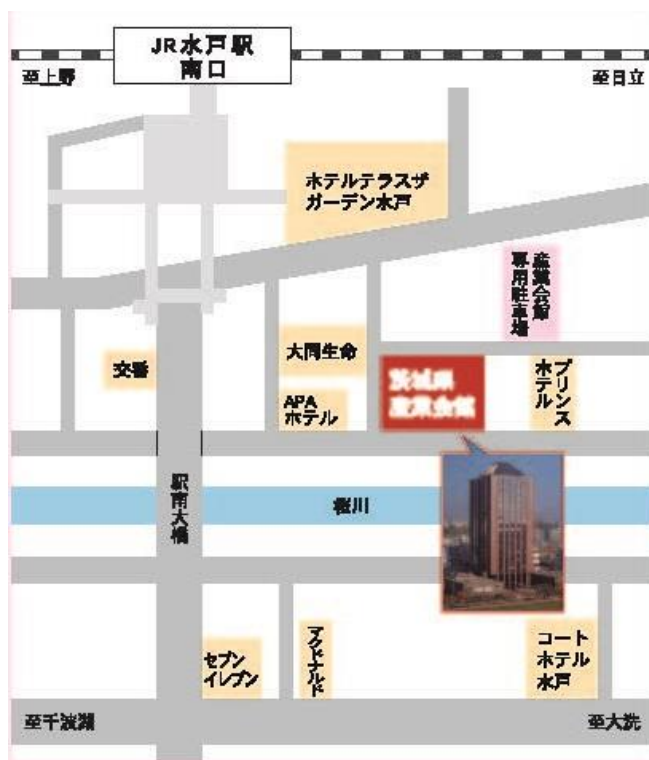 JR水戸駅
南口
至上野
至日立
ホテルテラスザ
ガーデン水戸
産業会館
専用駐車場
大同生命
交番
茨城県
産業会館
プリンス
ホテル
APA
ホテル
駅南大橋
桜川
セブン
イレブン
マクドナルド
コート
ホテル
水戸
至千波湖
至大洗